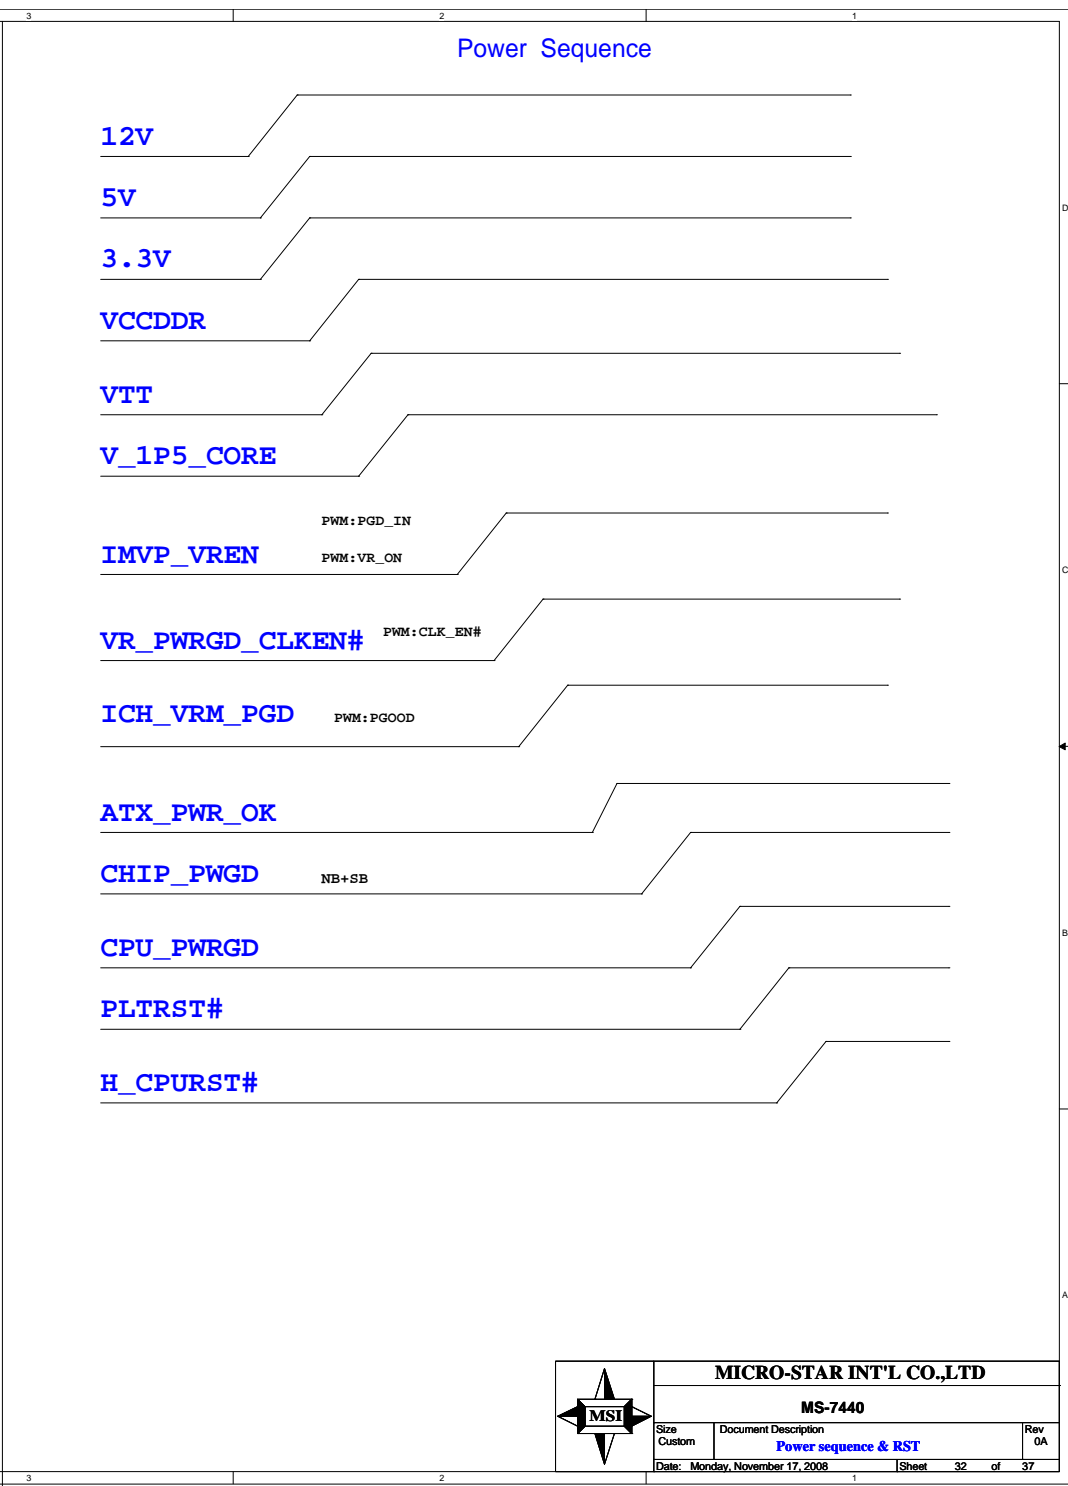 3 2 1
Power Sequence
12V
5V
D
3.3V
VCCDDR
VTT
V_1P5_CORE
PWM:PGD_IN
IMVP_VREN PWM:VR_ON
C
VR_PWRGD_CLKEN# PWM:CLK_EN#
ICH_VRM_PGD PWM:PGOOD
ATX_PWR_OK
CHIP_PWGD NB+SB
B
CPU_PWRGD
PLTRST#
H_CPURST#
A
MICRO-STAR INT'L CO.,LTD
MSI
MS-7440
Size Document Description Rev
Custom Power sequence & RST 0A
Date: Monday, November 17, 2008 Sheet 32 of 37
3 2 1